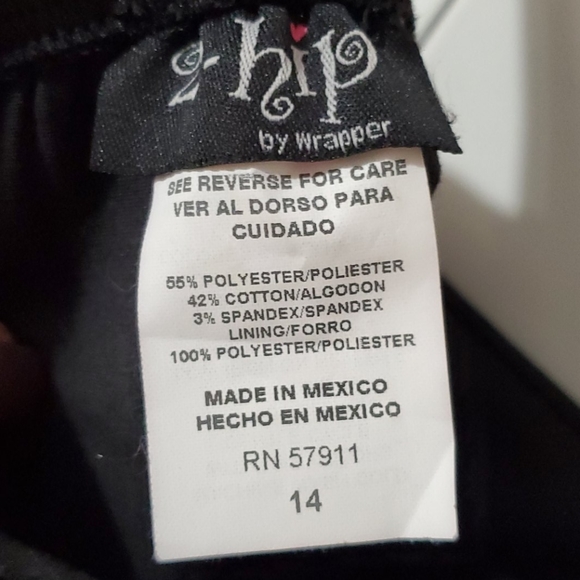 2-hip
by Wrapper
SEE REVERSE FOR CARE
VER AL DORSO PARA
CUIDADO
55% POLYESTER/POLIESTER
42% COTTON/ALGODON
3% SPANDEX/SPANDEX
LINING/FORRO
100% POLYESTER/POLIESTER
MADE IN MEXICO
HECHO EN MEXICO
RN 57911
14